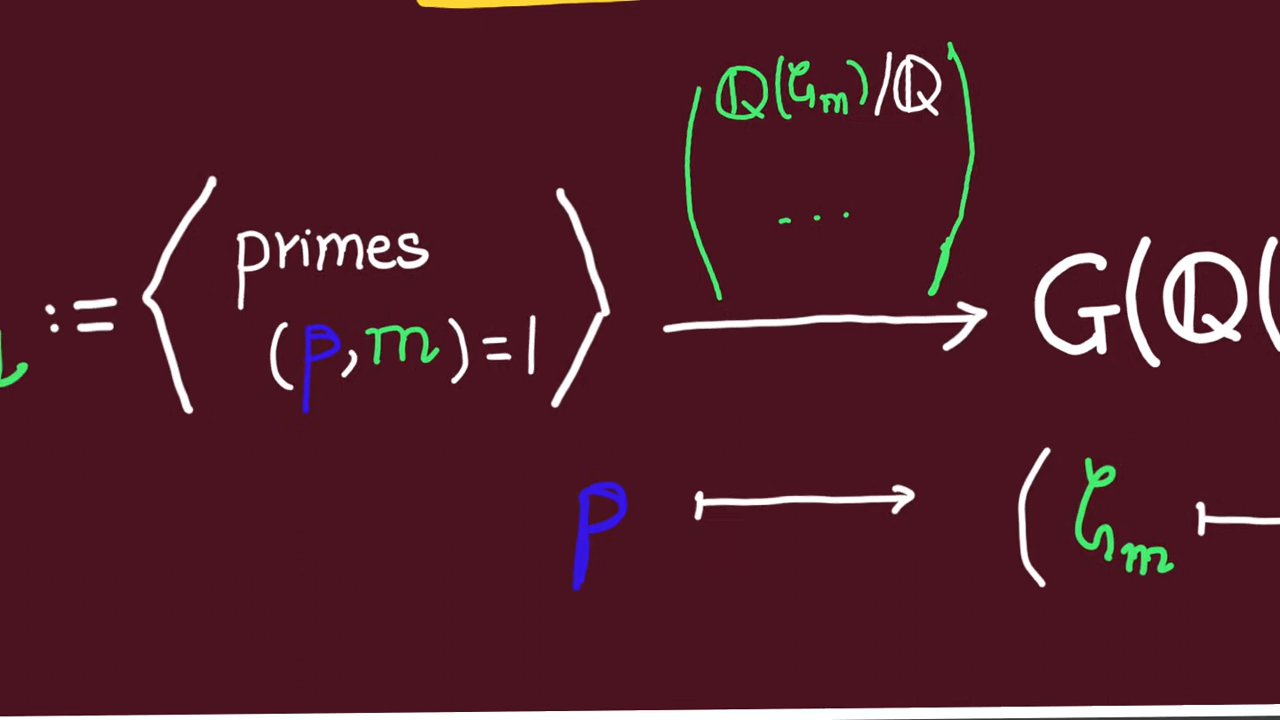 (ℚ(ζₘ)/ℚ
...)
:= ⟨primes
(p, m) = 1⟩ ⟶ G(ℚ(
p ⟼ (ζₘ ⟼